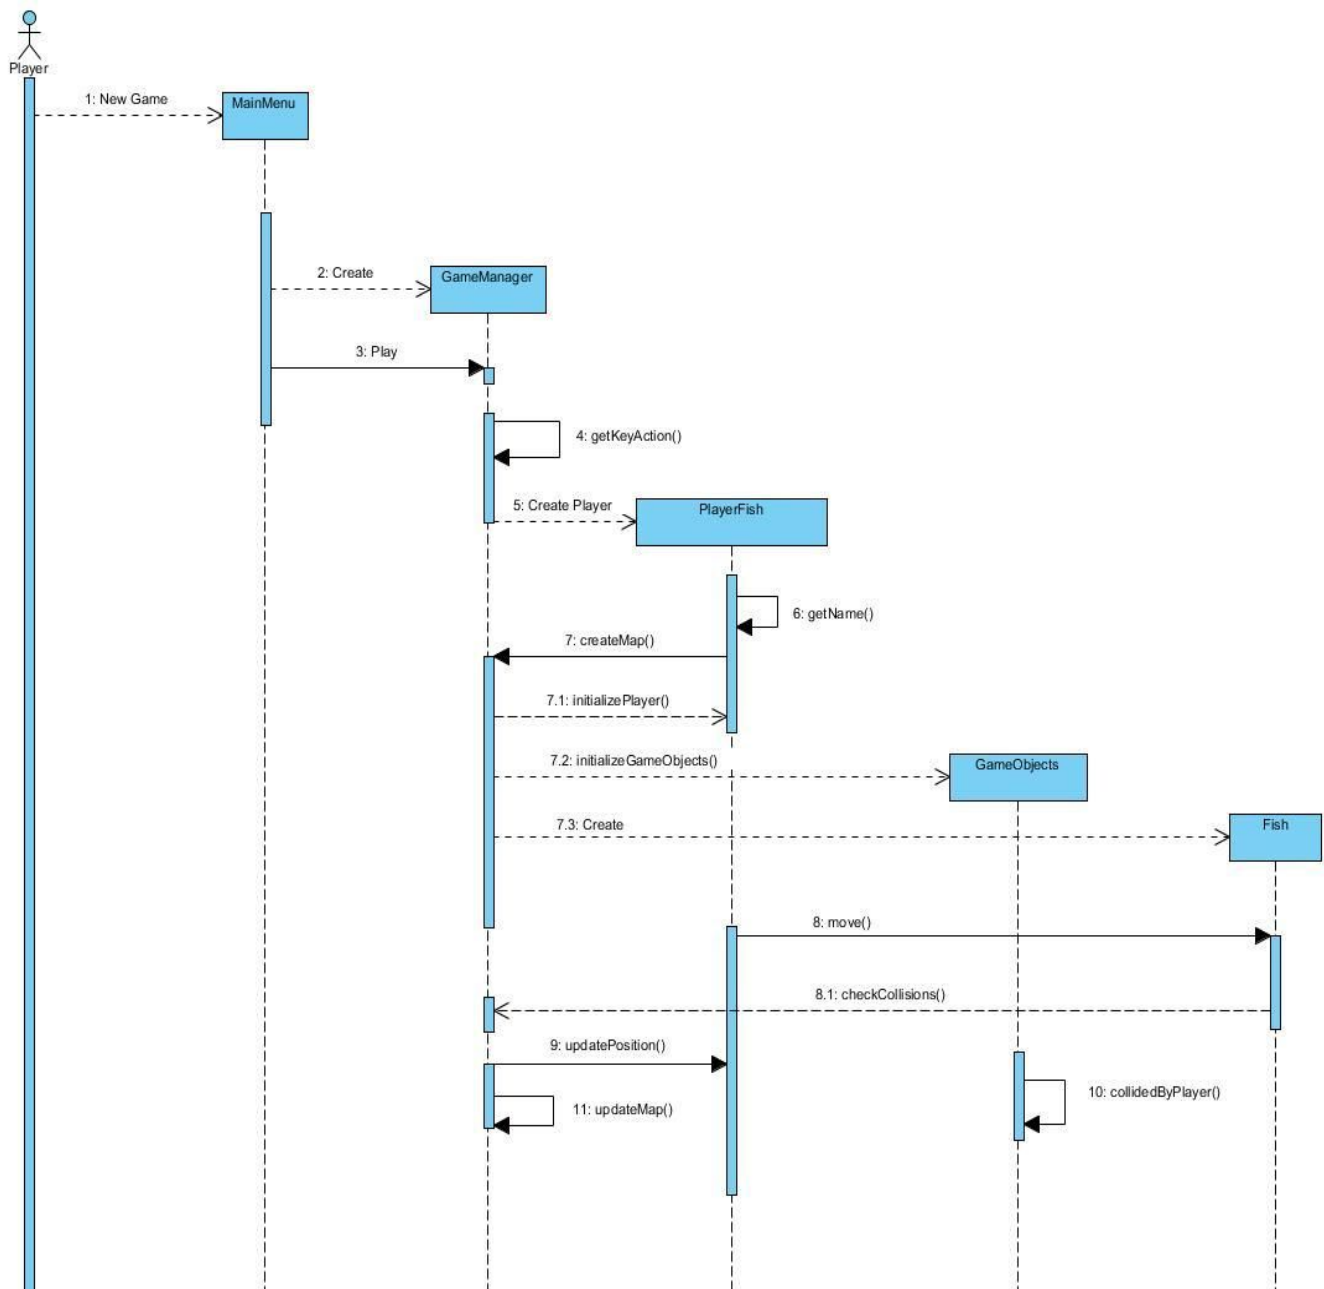 Player
1: New Game
MainMenu
2: Create
GameManager
3: Play
4: getKeyAction()
5: Create Player
PlayerFish
6: getName()
7: createMap()
7.1: initializePlayer()
7.2: initializeGameObjects()
GameObjects
7.3: Create
Fish
8: move()
8.1: checkCollisions()
9: updatePosition()
10: collidedByPlayer()
11: updateMap()